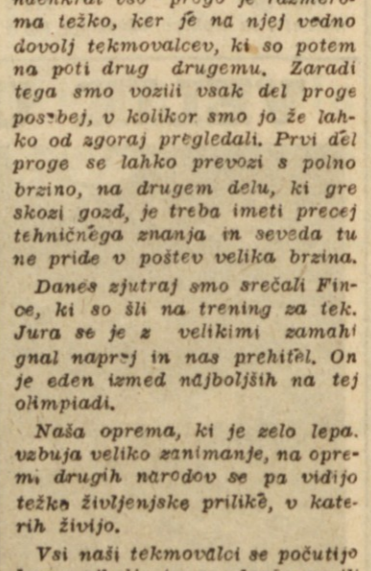 naenkrat vso progo je razmero-
ma težko, ker je na njej vedno
dovolj tekmovalcev, ki so potem
na poti drug drugemu. Zaradi
tega smo vozili vsak del proge
posebej, v kolikor smo jo že lah-
ko od zgoraj pregledali. Prvi del
proge se lahko prevozi s polno
brzino, na drugem delu, ki gre
skozi gozd, je treba imeti precej
tehničnega znanja in seveda tu
ne pride v poštev velika brzina.
Danes zjutraj smo srečali Fin-
ce, ki so šli na trening za tek.
Jura se je z velikimi zamahi
gnal naprej in nas prehitel. On
je eden izmed najboljših na tej
olimpiadi.
Naša oprema, ki je zelo lepa,
vzbuja veliko zanimanje, na opre-
mi drugih narodov se pa vidijo
težke življenjske prilike, v kate-
rih živijo.
Vsi naši tekmovalci se počutijo